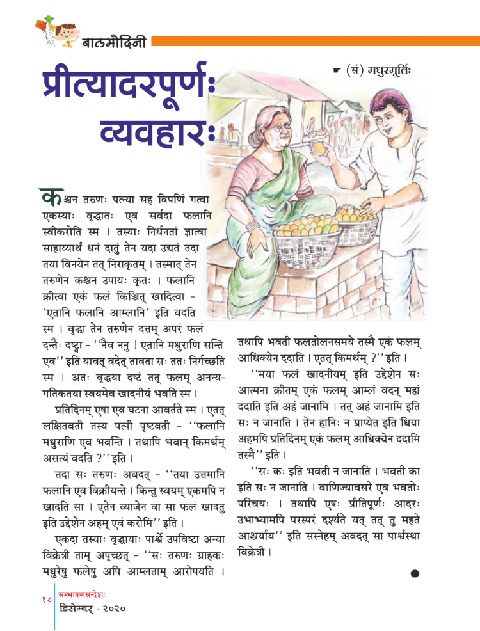 बालमोदिनी
प्रीत्यादरपूर्णः
व्यवहारः
☛ (सं) मधुरमूर्तिः
कश्चन तरुणः पत्न्या सह विपणिं गत्वा
एकस्याः वृद्धातः एव सर्वदा फलानि
स्वीकरोति स्म । तस्याः निर्धनतां ज्ञात्वा
साहाय्यार्थं धनं दातुं तेन यदा उद्यतं तदा
तया विनयेन तत् निराकृतम् । तस्मात् तेन
तरुणेन कश्चन उपायः कृतः । फलानि
क्रीत्वा एकं फलं किञ्चित् खादित्वा -
‘एतानि फलानि आम्लानि’ इति वदति
स्म । वृद्धा तेन तरुणेन दत्तम् अपरं फलं
दन्तैः दष्ट्वा - ‘‘नैव ननु ! एतानि मधुराणि सन्ति
एव’’ इति यावत् वदेत् तावता सः ततः निर्गच्छति
स्म । अतः वृद्धया दष्टं तत् फलम् अनन्य-
गतिकतया स्वयमेव खादनीयं भवति स्म ।
प्रतिदिनम् एषा एव घटना आवर्तते स्म । एतत्
लक्षितवती तस्य पत्नी पृष्टवती - ‘‘फलानि
मधुराणि एव भवन्ति । तथापि भवान् किमर्थम्
असत्यं वदति ?’’ इति ।
तदा सः तरुणः अवदत् - ‘‘तया उत्तमानि
फलानि एव विक्रीयन्ते । किन्तु स्वयम् एकमपि न
खादति सा । एतेन व्याजेन वा सा फलं खादतु
इति उद्देशेन अहम् एवं करोमि’’ इति ।
एकदा तस्याः वृद्धायाः पार्श्वे उपविष्टा अन्या
विक्रेत्री ताम् अपृच्छत् - ‘‘सः तरुणः ग्राहकः
मधुरेषु फलेषु अपि आम्लताम् आरोपयति ।
तथापि भवती फलतोलनसमये तस्मै एकं फलम्
आधिक्येन ददाति । एतत् किमर्थम् ?’’ इति ।
‘‘मया फलं खादनीयम् इति उद्देशेन सः
आत्मना क्रीतम् एकं फलम् आम्लं वदन् मह्यं
ददाति इति अहं जानामि । तत् अहं जानामि इति
सः न जानाति । तेन हानिः न प्राप्येत इति धिया
अहमपि प्रतिदिनम् एकं फलम् आधिक्येन ददामि
तस्मै’’ इति ।
‘‘सः कः इति भवती न जानाति । भवती का
इति सः न जानाति । वाणिज्यावसरे एव भवतोः
परिचयः । तथापि एषः प्रीतिपूर्णः आदरः
उभाभ्यामपि परस्परं दर्श्यते यत् तत् तु महते
आश्चर्याय’’ इति सस्नेहम् अवदत् सा पार्श्वस्था
विक्रेत्री ।
१८
सम्भाषणसन्देशः
डिसेम्बर् - २०२०